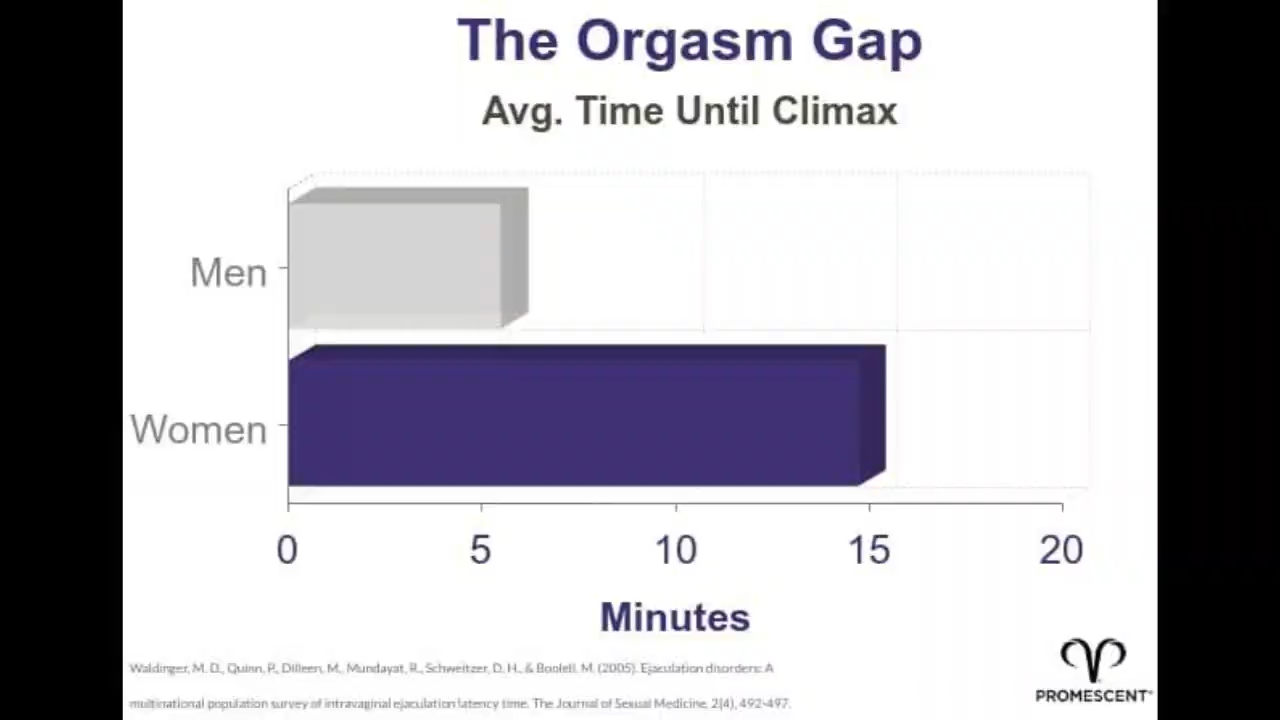 The Orgasm Gap
Avg. Time Until Climax
Men
Women
0 5 10 15 20
Minutes
Waldinger, M. D., Quinn, P., Dilleen, M., Mundayat, R., Schweitzer, D. H., & Boolell, M. (2005). Ejaculation disorders: A
multinational population survey of intravaginal ejaculation latency time. The Journal of Sexual Medicine, 2(4), 492-497.
PROMESCENT®